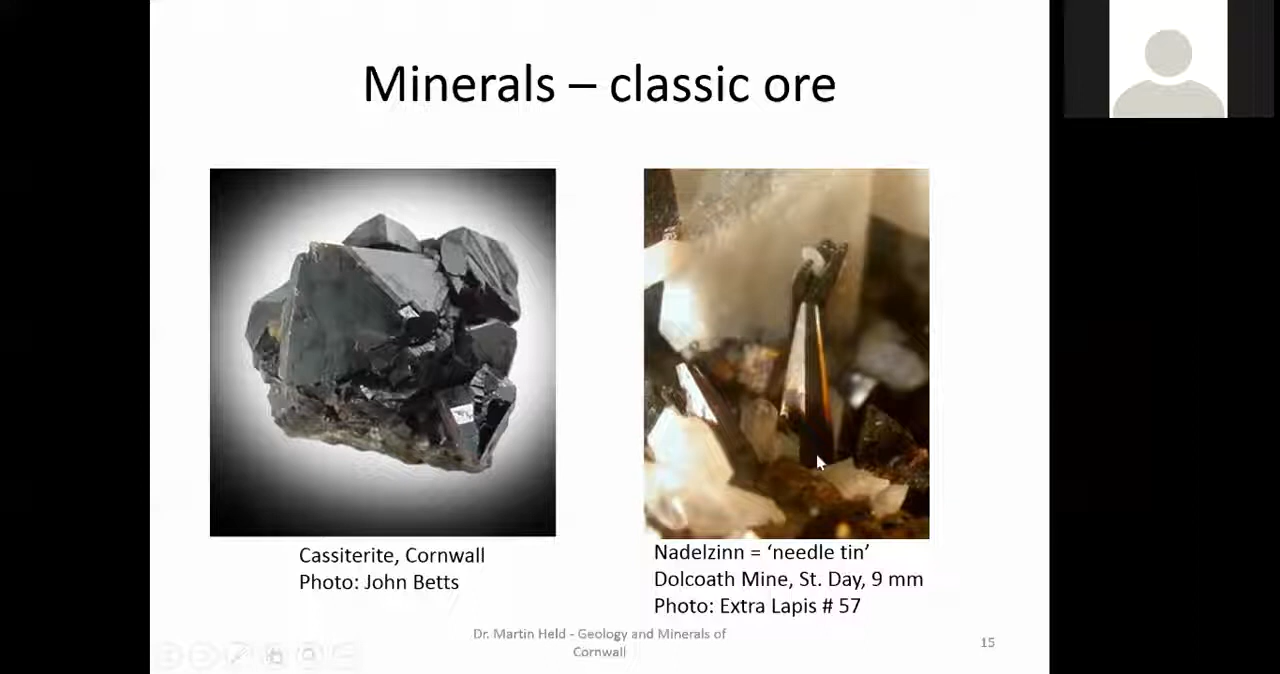 Minerals – classic ore
Cassiterite, Cornwall
Photo: John Betts
Nadelzinn = ‘needle tin’
Dolcoath Mine, St. Day, 9 mm
Photo: Extra Lapis # 57
Dr. Martin Held - Geology and Minerals of
Cornwall
15